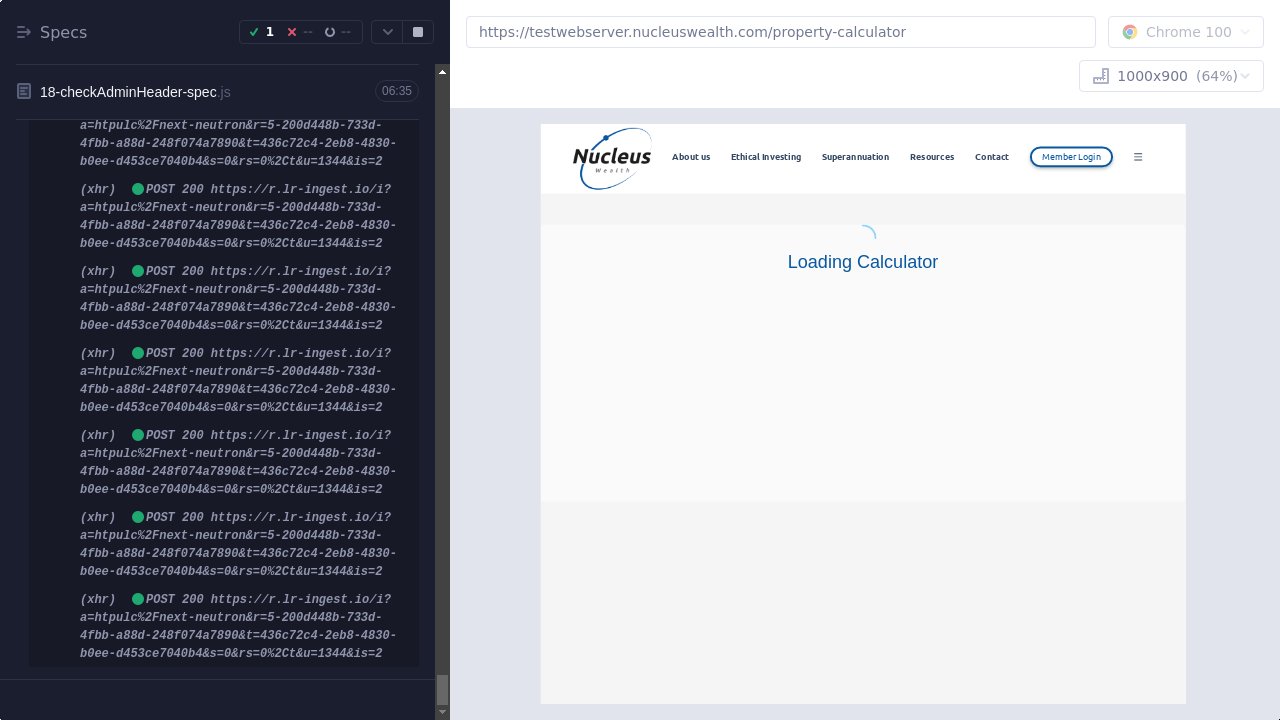 Specs
1
--
--
18-checkAdminHeader-spec.js
06:35
a=htpulc%2Fnext-neutron&r=5-200d448b-733d-
4fbb-a88d-248f074a7890&t=436c72c4-2eb8-4830-
b0ee-d453ce7040b4&s=0&rs=0%2Ct&u=1344&is=2
(xhr) POST 200 https://r.lr-ingest.io/i?
a=htpulc%2Fnext-neutron&r=5-200d448b-733d-
4fbb-a88d-248f074a7890&t=436c72c4-2eb8-4830-
b0ee-d453ce7040b4&s=0&rs=0%2Ct&u=1344&is=2
(xhr) POST 200 https://r.lr-ingest.io/i?
a=htpulc%2Fnext-neutron&r=5-200d448b-733d-
4fbb-a88d-248f074a7890&t=436c72c4-2eb8-4830-
b0ee-d453ce7040b4&s=0&rs=0%2Ct&u=1344&is=2
(xhr) POST 200 https://r.lr-ingest.io/i?
a=htpulc%2Fnext-neutron&r=5-200d448b-733d-
4fbb-a88d-248f074a7890&t=436c72c4-2eb8-4830-
b0ee-d453ce7040b4&s=0&rs=0%2Ct&u=1344&is=2
(xhr) POST 200 https://r.lr-ingest.io/i?
a=htpulc%2Fnext-neutron&r=5-200d448b-733d-
4fbb-a88d-248f074a7890&t=436c72c4-2eb8-4830-
b0ee-d453ce7040b4&s=0&rs=0%2Ct&u=1344&is=2
(xhr) POST 200 https://r.lr-ingest.io/i?
a=htpulc%2Fnext-neutron&r=5-200d448b-733d-
4fbb-a88d-248f074a7890&t=436c72c4-2eb8-4830-
b0ee-d453ce7040b4&s=0&rs=0%2Ct&u=1344&is=2
(xhr) POST 200 https://r.lr-ingest.io/i?
a=htpulc%2Fnext-neutron&r=5-200d448b-733d-
4fbb-a88d-248f074a7890&t=436c72c4-2eb8-4830-
b0ee-d453ce7040b4&s=0&rs=0%2Ct&u=1344&is=2
https://testwebserver.nucleuswealth.com/property-calculator
Chrome 100
1000x900 (64%)
Nucleus
Wealth
About us
Ethical Investing
Superannuation
Resources
Contact
Member Login
Loading Calculator